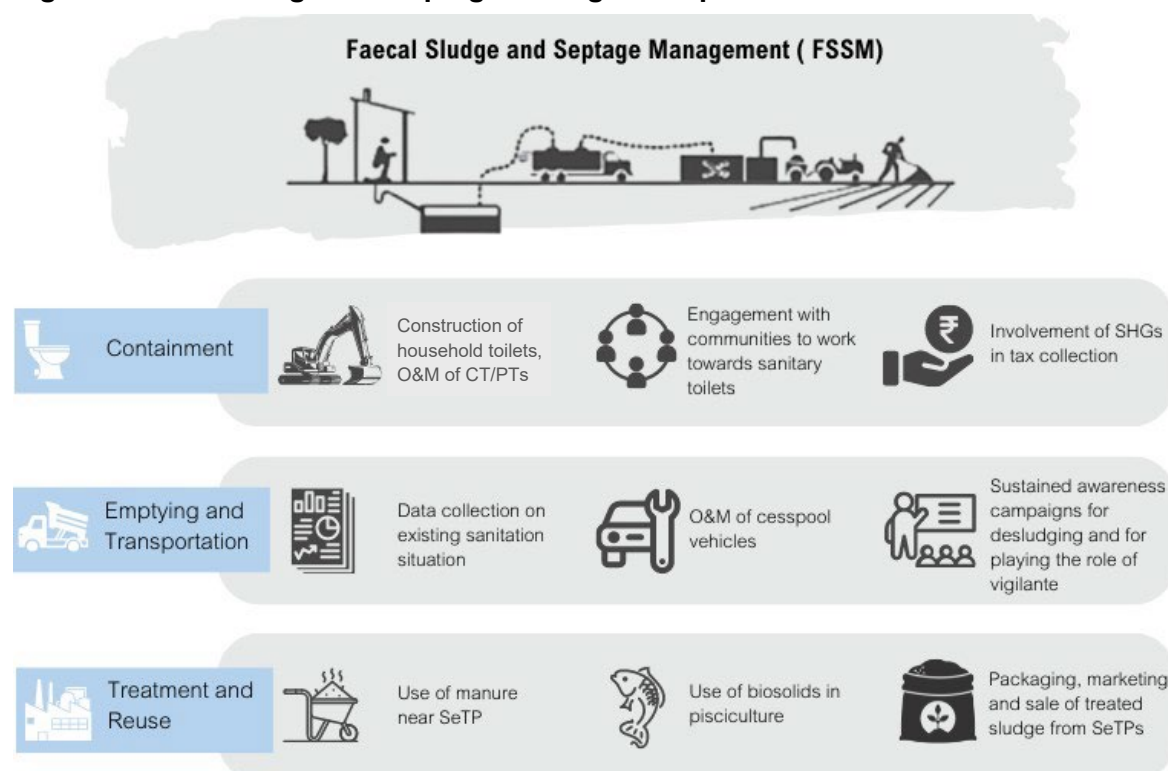 Faecal Sludge and Septage Management ( FSSM)
Containment
Construction of
household toilets,
O&M of CT/PTs
Engagement with
communities to work
towards sanitary
toilets
Involvement of SHGs
in tax collection
Emptying and
Transportation
Data collection on
existing sanitation
situation
O&M of cesspool
vehicles
Sustained awareness
campaigns for
desludging and for
playing the role of
vigilante
Treatment and
Reuse
Use of manure
near SeTP
Use of biosolids in
pisciculture
Packaging, marketing
and sale of treated
sludge from SeTPs